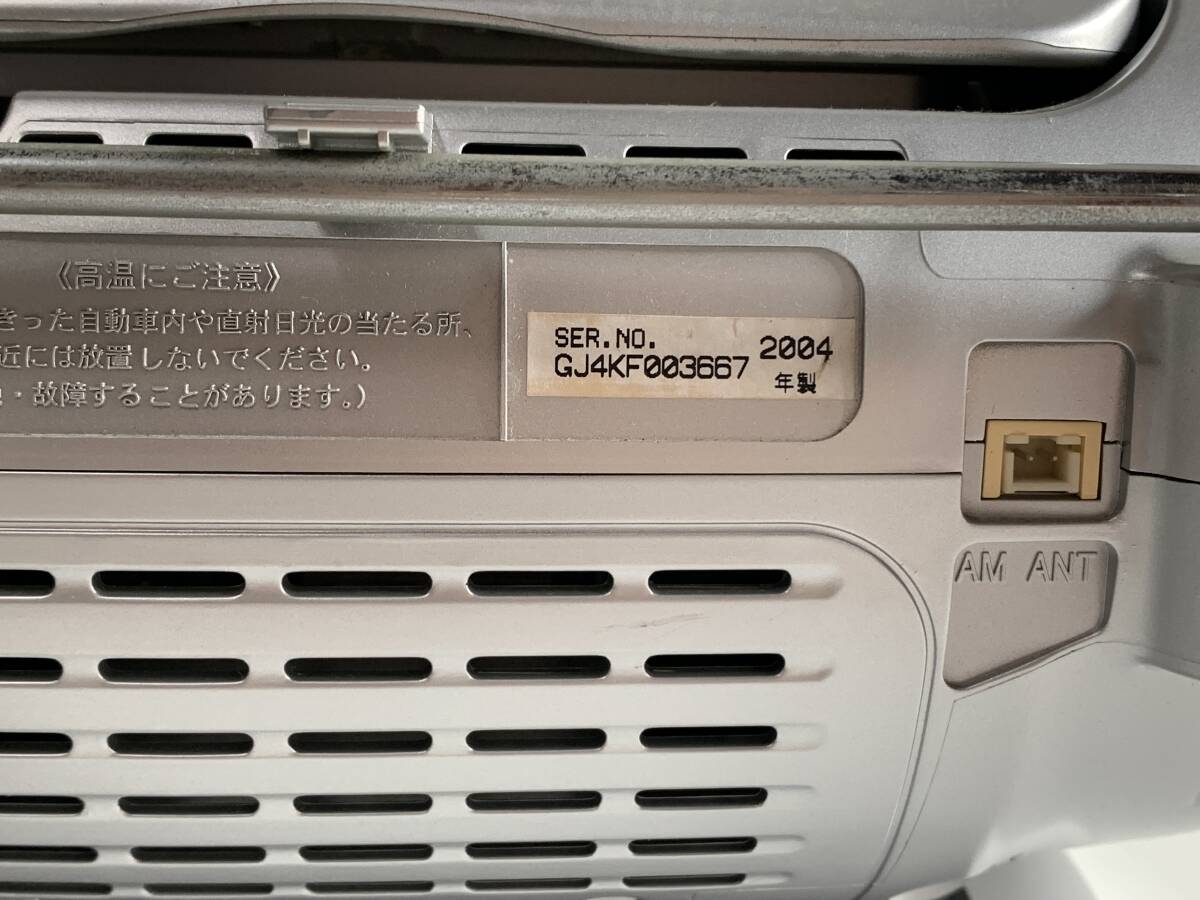 《高温にご注意》
きった自動車内や直射日光の当たる所、
近には放置しないでください。
・故障することがあります。)
SER.NO.
GJ4KF003667
2004
年製
AM ANT